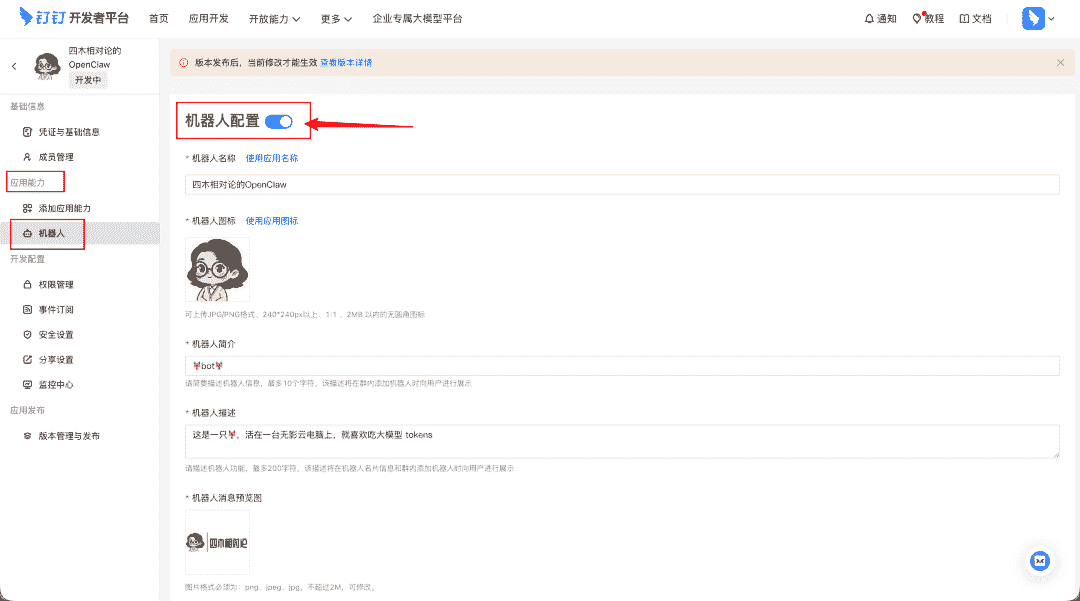 钉钉 开发者平台 首页 应用开发 开放能力 更多 企业专属大模型平台 通知 教程 文档
四木相对论的
OpenClaw
开发中
基础信息
凭证与基础信息
成员管理
应用能力
添加应用能力
机器人
开发配置
权限管理
事件订阅
安全设置
分享设置
监控中心
应用发布
版本管理与发布
版本发布后，当前修改才能生效 查看版本详情
机器人配置
* 机器人名称 使用应用名称
四木相对论的OpenClaw
* 机器人图标 使用应用图标
可上传JPG/PNG格式、240*240px以上、1:1 、2MB 以内的无圆角图标
* 机器人简介
🦞bot🦞
请简要描述机器人信息，最多10个字符，该描述将在群内添加机器人时向用户进行展示
* 机器人描述
这是一只🦞，活在一台无影云电脑上，就喜欢吃大模型 tokens
请描述机器人功能，最多200字符，该描述将在机器人名片信息和群内添加机器人时向用户进行展示
* 机器人消息预览图
四木相对论
图片格式必须为：png、jpeg、jpg，不超过2M，可修改。